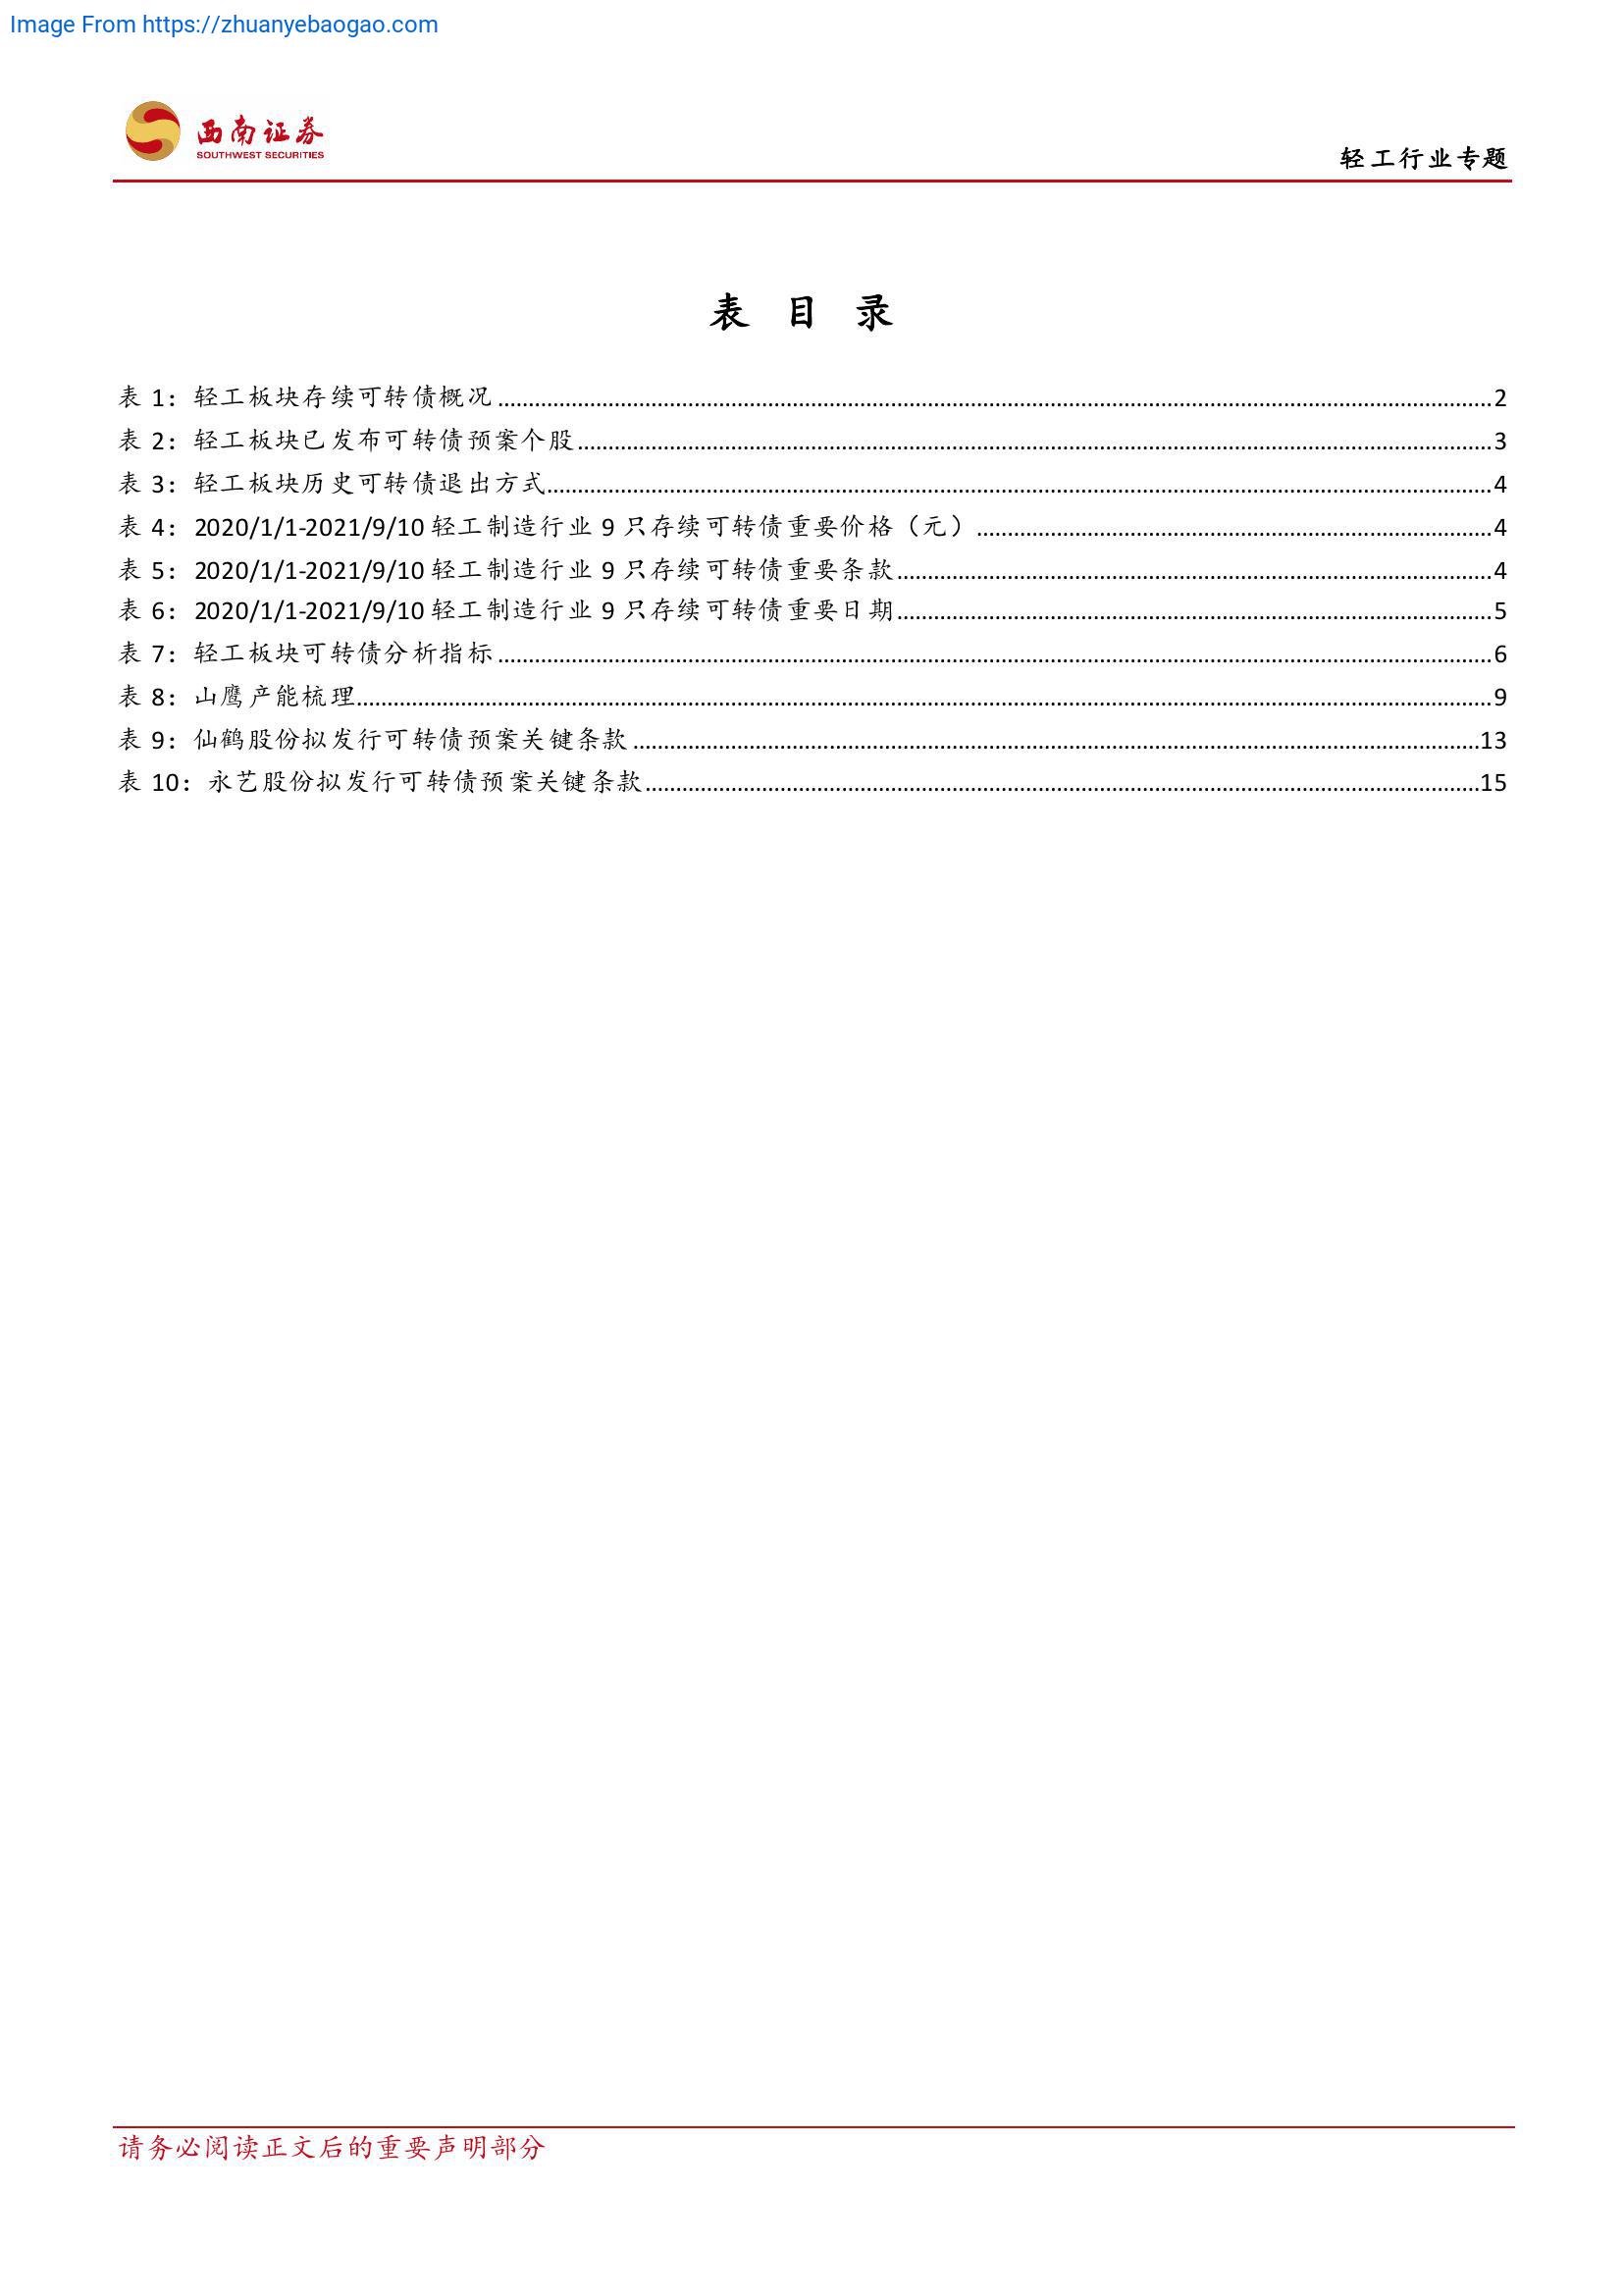 Image From https://zhuanyebaogao.com
西南证券
SOUTHWEST SECURITIES
轻工行业专题
表 目 录
表 1：轻工板块存续可转债概况 ........ 2
表 2：轻工板块已发布可转债预案个股 ........ 3
表 3：轻工板块历史可转债退出方式 ........ 4
表 4：2020/1/1-2021/9/10 轻工制造行业 9 只存续可转债重要价格（元） ........ 4
表 5：2020/1/1-2021/9/10 轻工制造行业 9 只存续可转债重要条款 ........ 4
表 6：2020/1/1-2021/9/10 轻工制造行业 9 只存续可转债重要日期 ........ 5
表 7：轻工板块可转债分析指标 ........ 6
表 8：山鹰产能梳理 ........ 9
表 9：仙鹤股份拟发行可转债预案关键条款 ........ 13
表 10：永艺股份拟发行可转债预案关键条款 ........ 15
请务必阅读正文后的重要声明部分